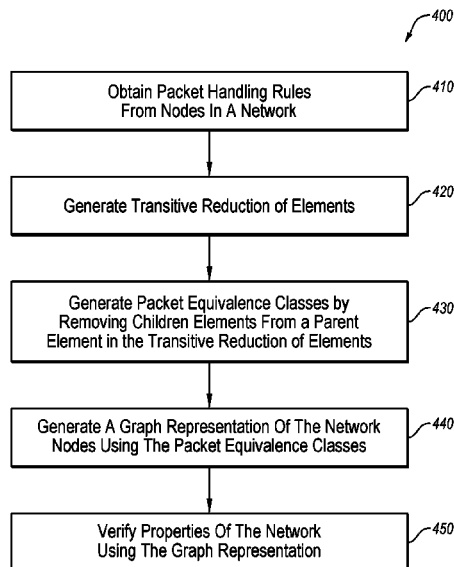 400
Obtain Packet Handling Rules
From Nodes In A Network
410
Generate Transitive Reduction of Elements
420
Generate Packet Equivalence Classes by
Removing Children Elements From a Parent
Element in the Transitive Reduction of Elements
430
Generate A Graph Representation Of The Network
Nodes Using The Packet Equivalence Classes
440
Verify Properties Of The Network
Using The Graph Representation
450